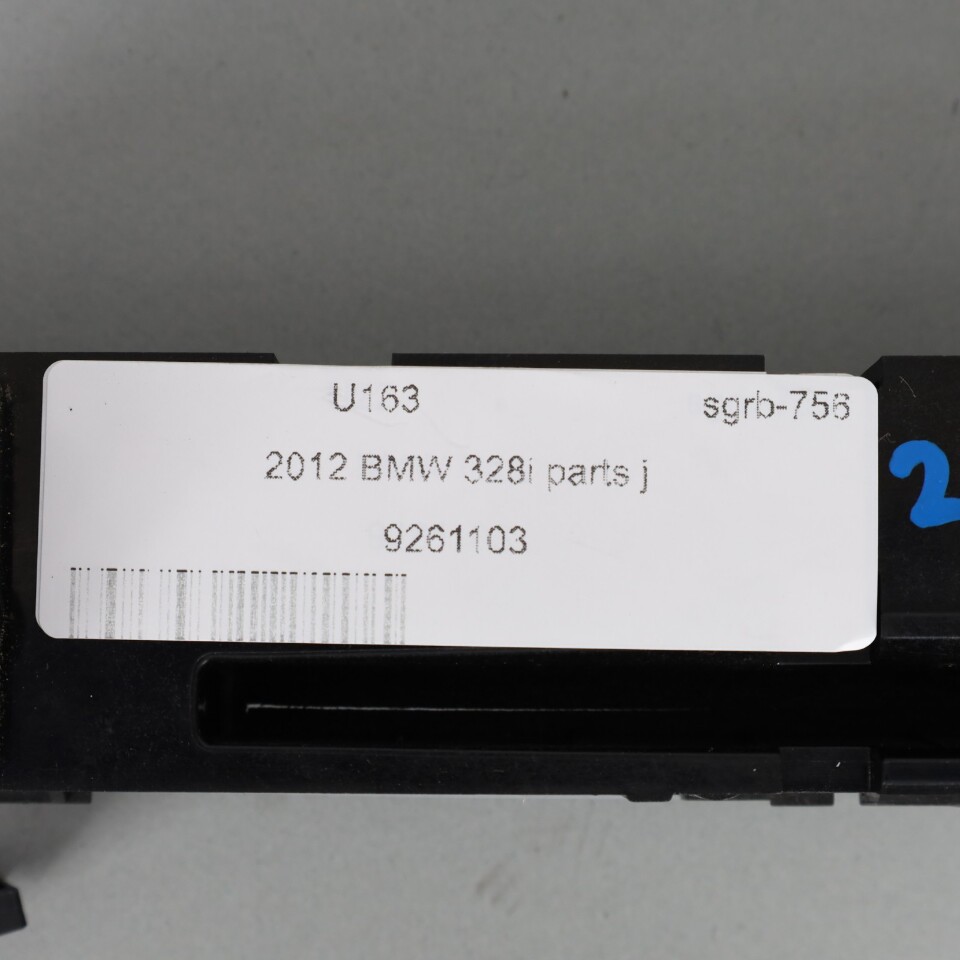 U163 sgrb-756
2012 BMW 328i parts j
9261103
2